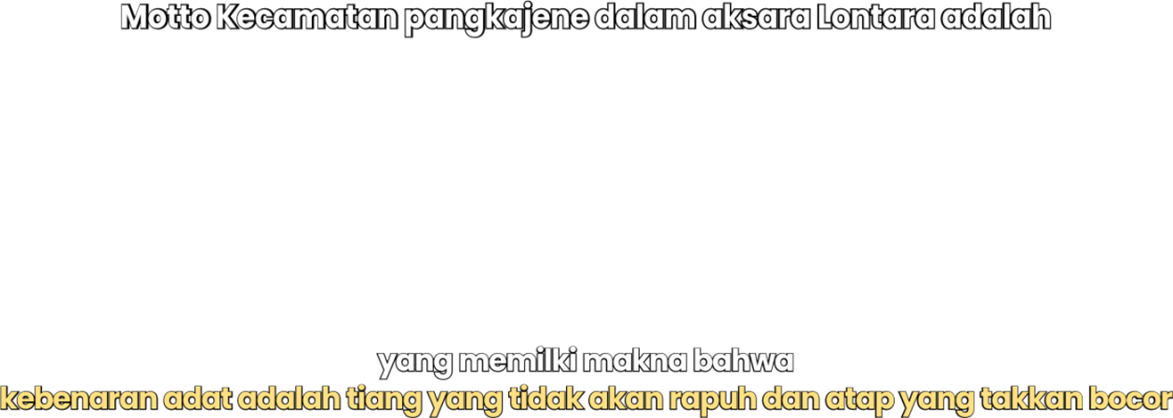 Motto Kecamatan pangkajene dalam aksara Lontara adalah
yang memilki makna bahwa
kebenaran adat adalah tiang yang tidak akan rapuh dan atap yang takkan bocor